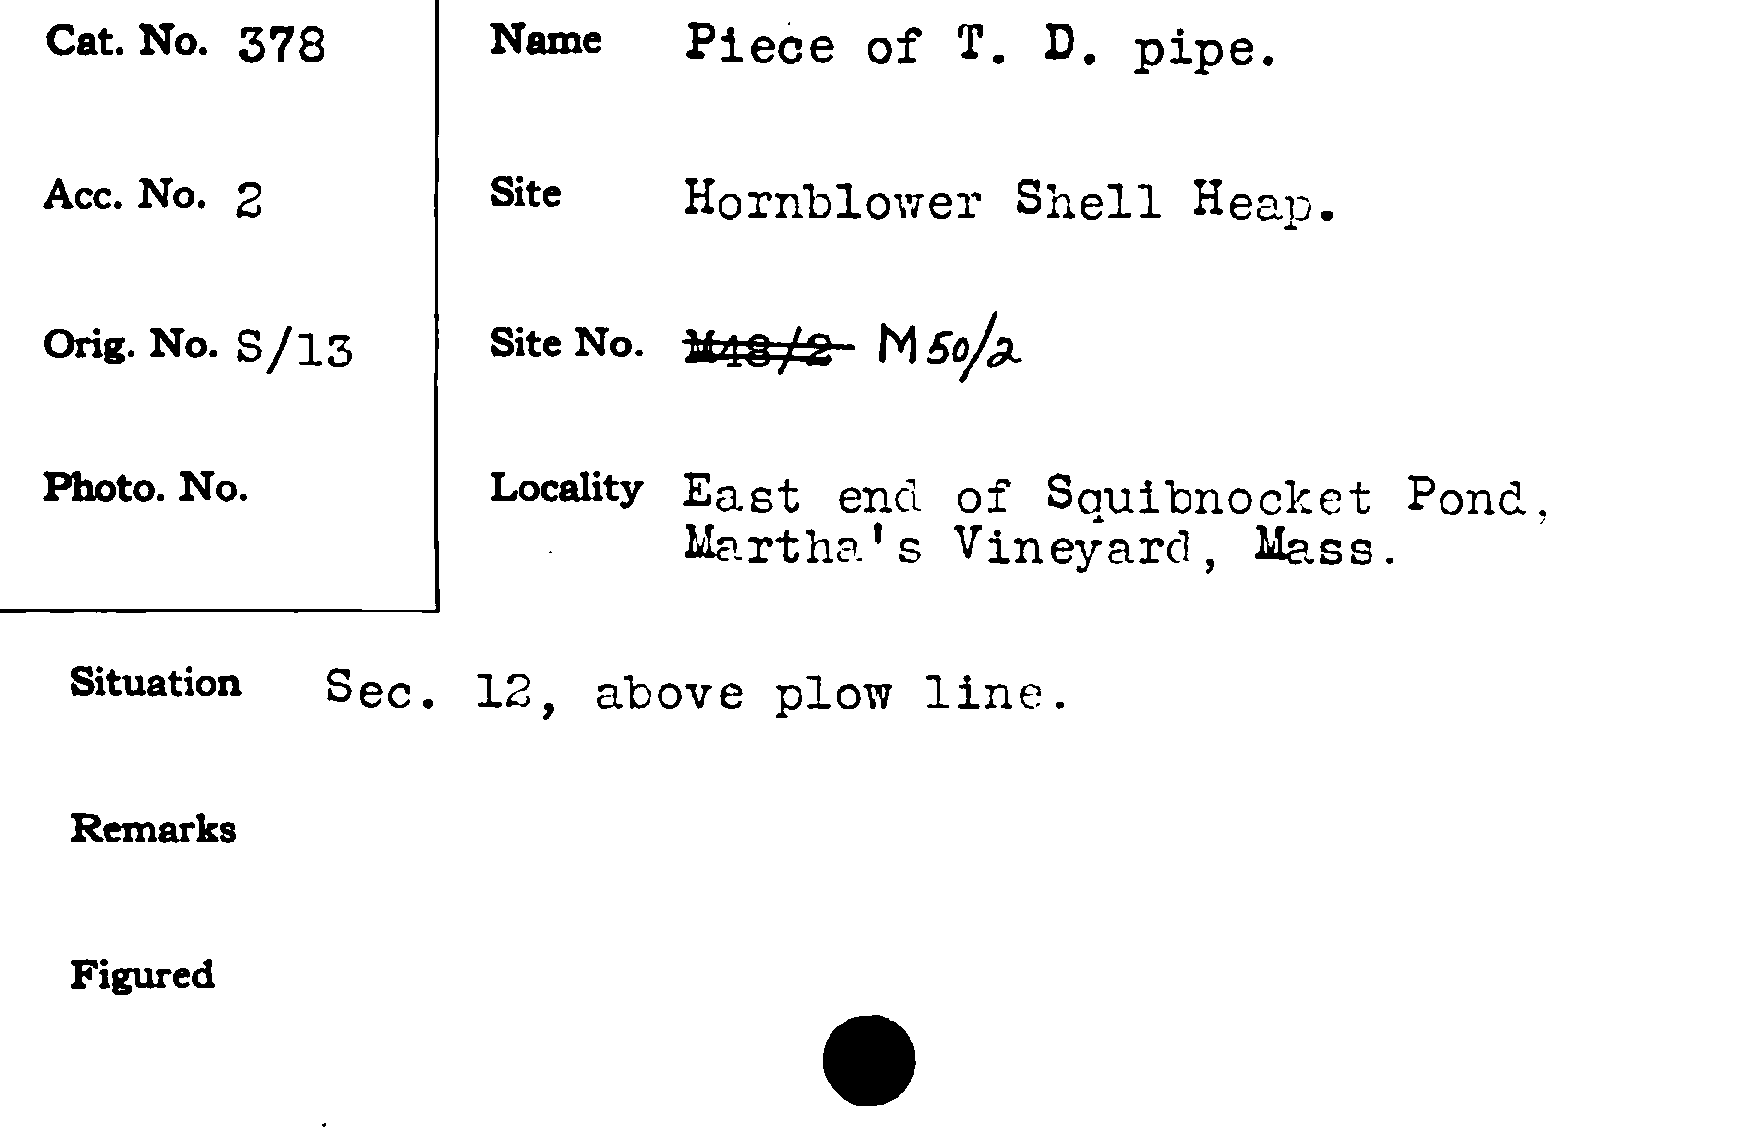 Cat. No. 378
Name Piece of T. D. pipe.
Acc. No. 2
Site Hornblower Shell Heap.
Orig. No. S/13
Site No. M48/2 M50/2
Photo. No.
Locality East end of Squibnocket Pond,
Martha's Vineyard, Mass.
Situation Sec. 12, above plow line.
Remarks
Figured